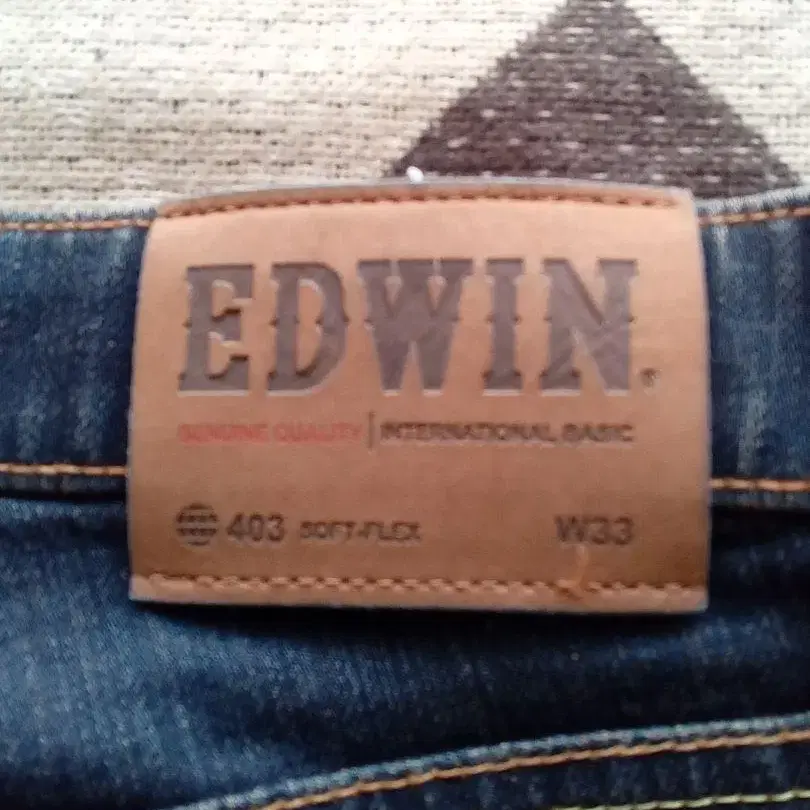 EDWIN.
GENUINE QUALITY | INTERNATIONAL BASIC
403 SOFT-FLEX W33